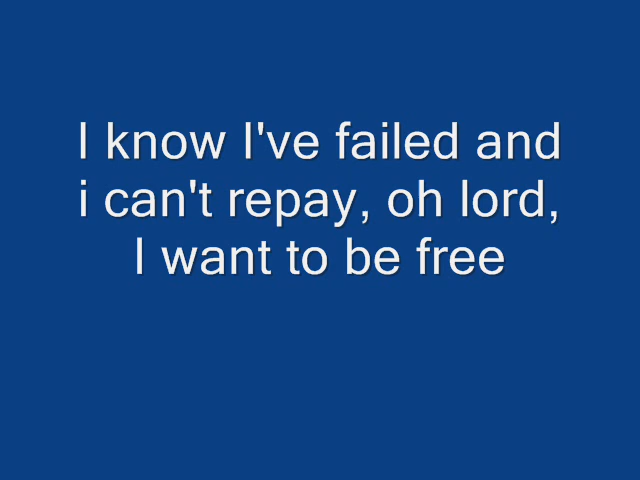 I know I've failed and
i can't repay, oh lord,
I want to be free